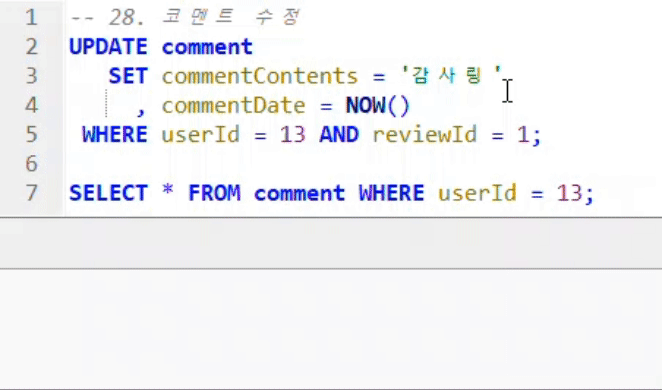 1 -- 28. 코멘트 수정
2 UPDATE comment
3 SET commentContents = '감사링'
4 , commentDate = NOW()
5 WHERE userId = 13 AND reviewId = 1;
6
7 SELECT * FROM comment WHERE userId = 13;